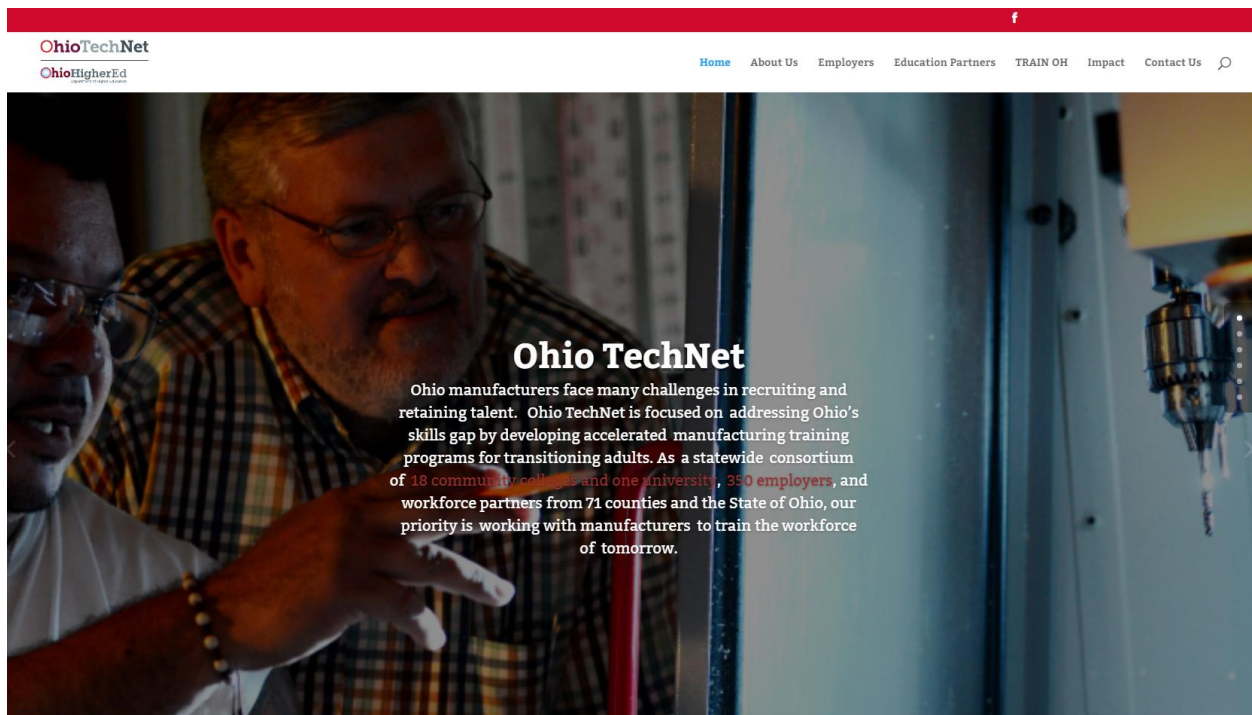 f
OhioTechNet
OhioHigherEd
Home About Us Employers Education Partners TRAIN OH Impact Contact Us
Ohio TechNet
Ohio manufacturers face many challenges in recruiting and
retaining talent. Ohio TechNet is focused on addressing Ohio's
skills gap by developing accelerated manufacturing training
programs for transitioning adults. As a statewide consortium
of 18 community colleges and one university, 350 employers, and
workforce partners from 71 counties and the State of Ohio, our
priority is working with manufacturers to train the workforce
of tomorrow.